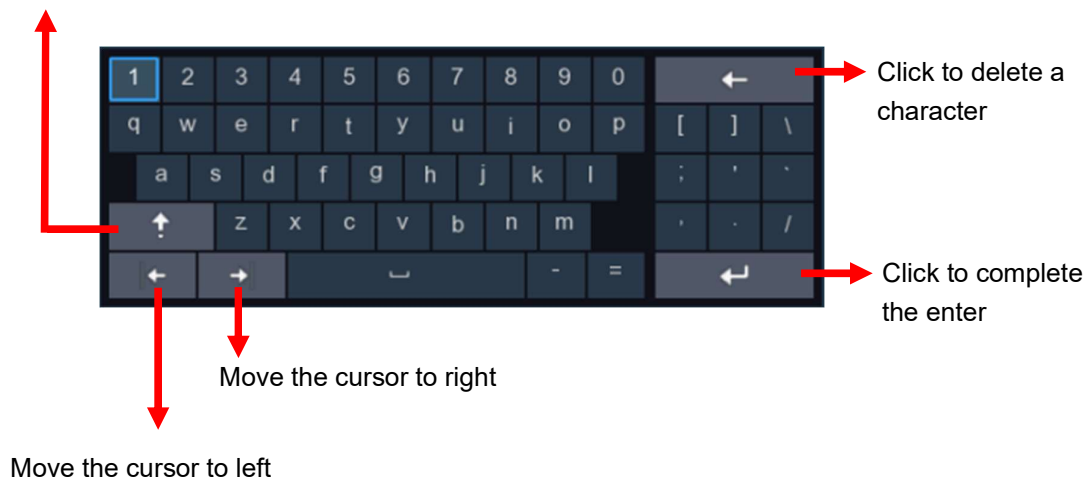 1 2 3 4 5 6 7 8 9 0 ←
Click to delete a
character
q w e r t y u i o p [ ] \
a s d f g h j k l ; ' `
z x c v b n m , . /
← → - =
Click to complete
the enter
Move the cursor to right
Move the cursor to left